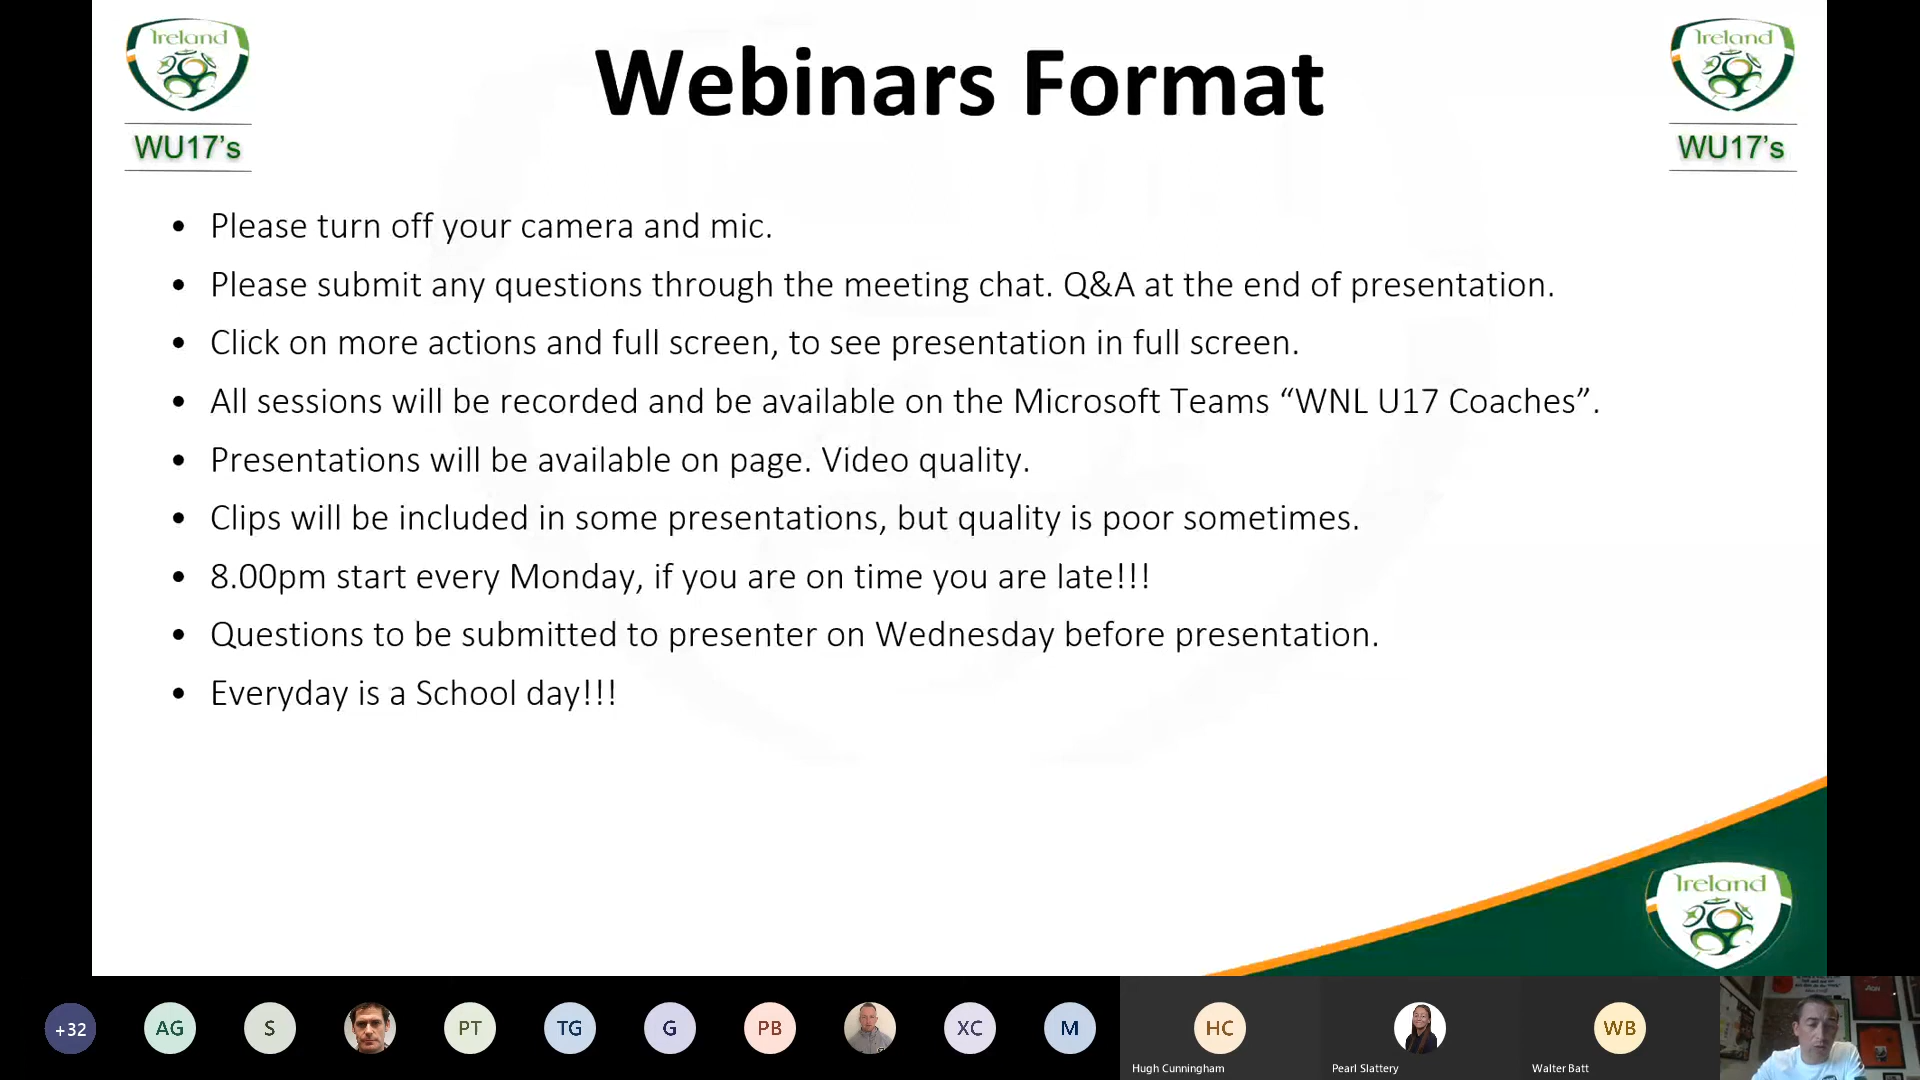 Ireland
WU17's
Webinars Format
Ireland
WU17's
• Please turn off your camera and mic.
• Please submit any questions through the meeting chat. Q&A at the end of presentation.
• Click on more actions and full screen, to see presentation in full screen.
• All sessions will be recorded and be available on the Microsoft Teams “WNL U17 Coaches”.
• Presentations will be available on page. Video quality.
• Clips will be included in some presentations, but quality is poor sometimes.
• 8.00pm start every Monday, if you are on time you are late!!!
• Questions to be submitted to presenter on Wednesday before presentation.
• Everyday is a School day!!!
Ireland
+32
AG
S
PT
TG
G
PB
XC
M
HC
WB
Hugh Cunningham
Pearl Slattery
Walter Batt